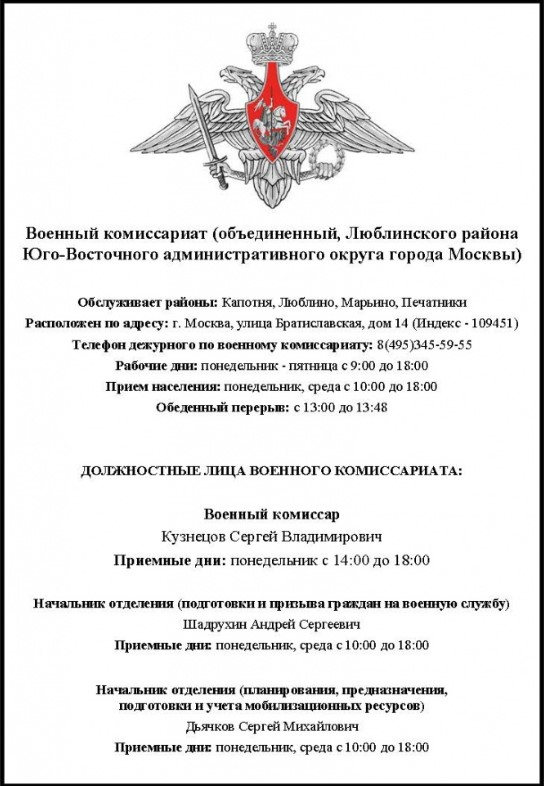 Военный комиссариат (объединенный, Люблинского района
Юго-Восточного административного округа города Москвы)
Обслуживает районы: Капотня, Люблино, Марьино, Печатники
Расположен по адресу: г. Москва, улица Братиславская, дом 14 (Индекс - 109451)
Телефон дежурного по военному комиссариату: 8(495)345-59-55
Рабочие дни: понедельник - пятница с 9:00 до 18:00
Прием населения: понедельник, среда с 10:00 до 18:00
Обеденный перерыв: с 13:00 до 13:48
ДОЛЖНОСТНЫЕ ЛИЦА ВОЕННОГО КОМИССАРИАТА:
Военный комиссар
Кузнецов Сергей Владимирович
Приемные дни: понедельник с 14:00 до 18:00
Начальник отделения (подготовки и призыва граждан на военную службу)
Шадрухин Андрей Сергеевич
Приемные дни: понедельник, среда с 10:00 до 18:00
Начальник отделения (планирования, предназначения,
подготовки и учета мобилизационных ресурсов)
Дьячков Сергей Михайлович
Приемные дни: понедельник, среда с 10:00 до 18:00